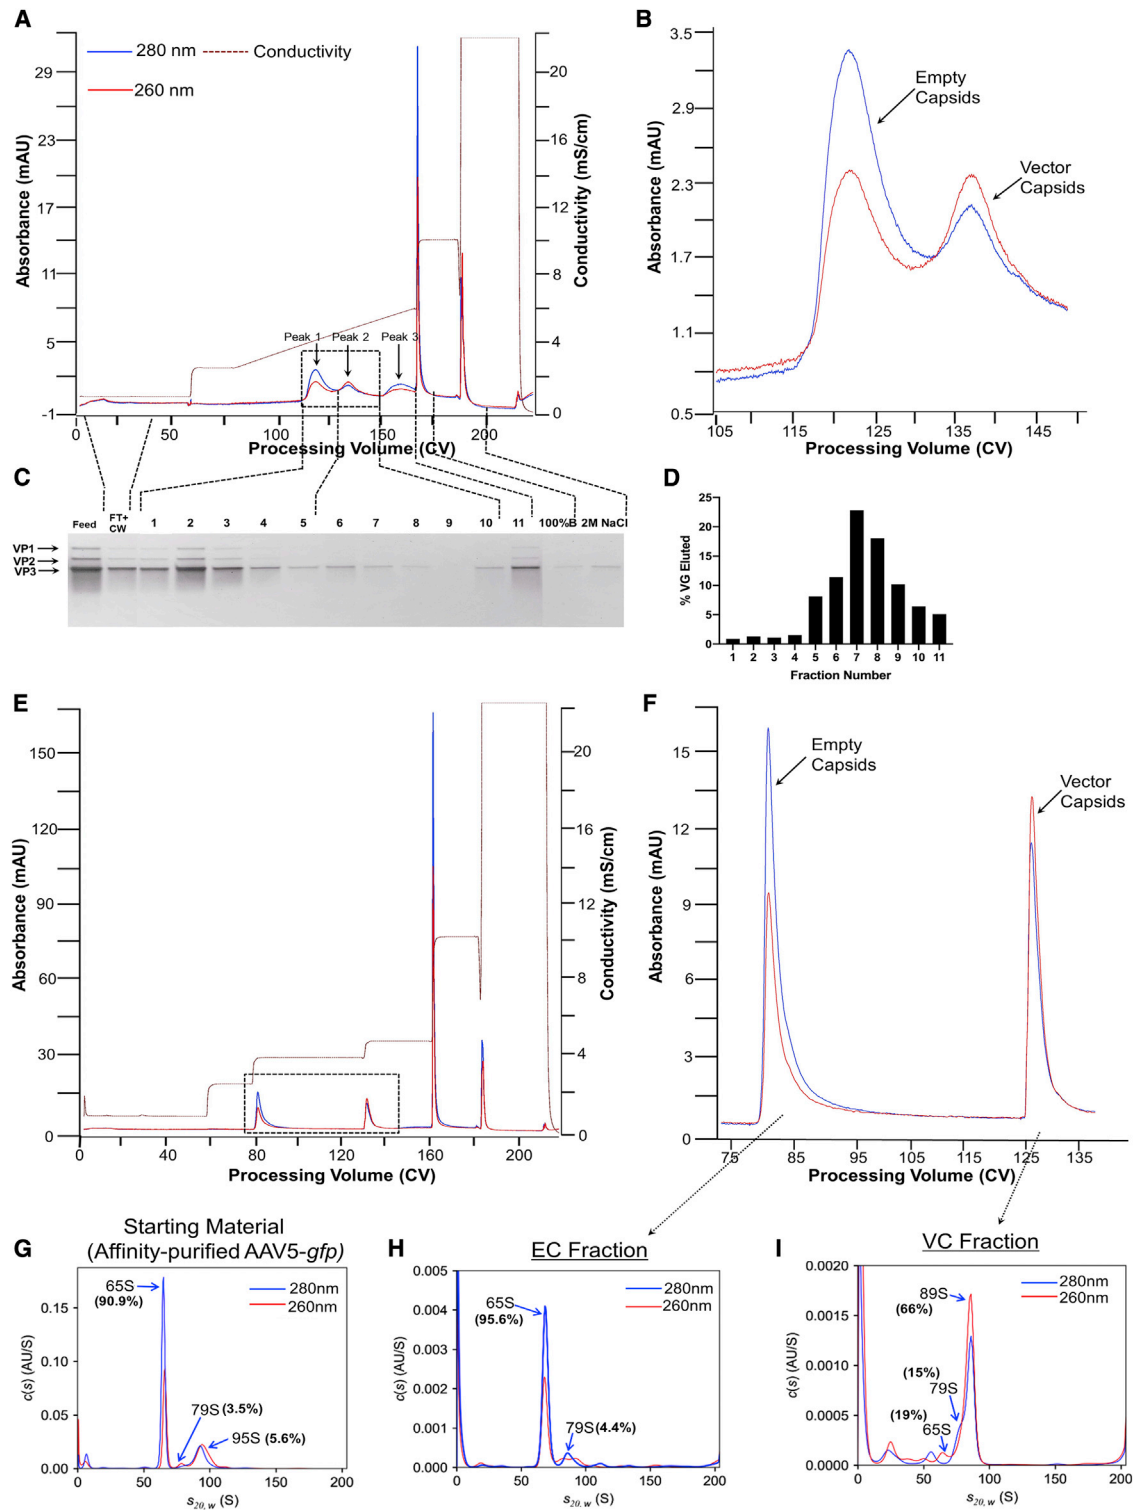 A
280 nm
Conductivity
260 nm
29
23
17
11
5
-1
20
16
12
8
4
0
Absorbance (mAU)
Conductivity (mS/cm)
Peak 1
Peak 2
Peak 3
0
50
100
150
200
Processing Volume (CV)
B
3.5
2.9
2.3
1.7
1.1
0.5
Absorbance (mAU)
Empty
Capsids
Vector
Capsids
105
115
125
135
145
Processing Volume (CV)
C
Feed
FT+
CW
1
2
3
4
5
6
7
8
9
10
11
100%B
2M NaCl
VP1
VP2
VP3
D
25
20
15
10
5
0
% VG Eluted
1 2 3 4 5 6 7 8 9 10 11
Fraction Number
E
150
120
90
60
30
0
20
16
12
8
4
0
Absorbance (mAU)
Conductivity (mS/cm)
0
40
80
120
160
200
Processing Volume (CV)
F
15
12
9
6
3
0
Absorbance (mAU)
Empty
Capsids
Vector
Capsids
75
85
95
105
115
125
135
Processing Volume (CV)
G
Starting Material
(Affinity-purified AAV5-gfp)
65S
(90.9%)
280nm
260nm
79S (3.5%)
95S (5.6%)
0.15
0.10
0.05
0.00
c(s) (AU/S)
0
50
100
150
200
s20, w (S)
H
EC Fraction
65S
(95.6%)
280nm
260nm
79S (4.4%)
0.005
0.004
0.003
0.002
0.001
0.000
c(s) (AU/S)
0
50
100
150
200
s20, w (S)
I
VC Fraction
89S
(66%)
280nm
260nm
(15%)
79S
(19%)
65S
0.0020
0.0015
0.0010
0.0005
0.0000
c(s) (AU/S)
0
50
100
150
200
s20, w (S)